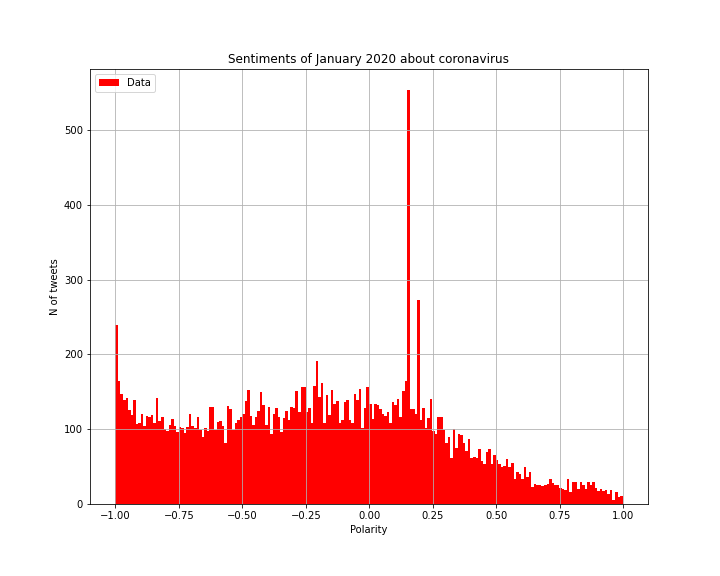 Sentiments of January 2020 about coronavirus
Data
N of tweets
500
400
300
200
100
0
−1.00 −0.75 −0.50 −0.25 0.00 0.25 0.50 0.75 1.00
Polarity